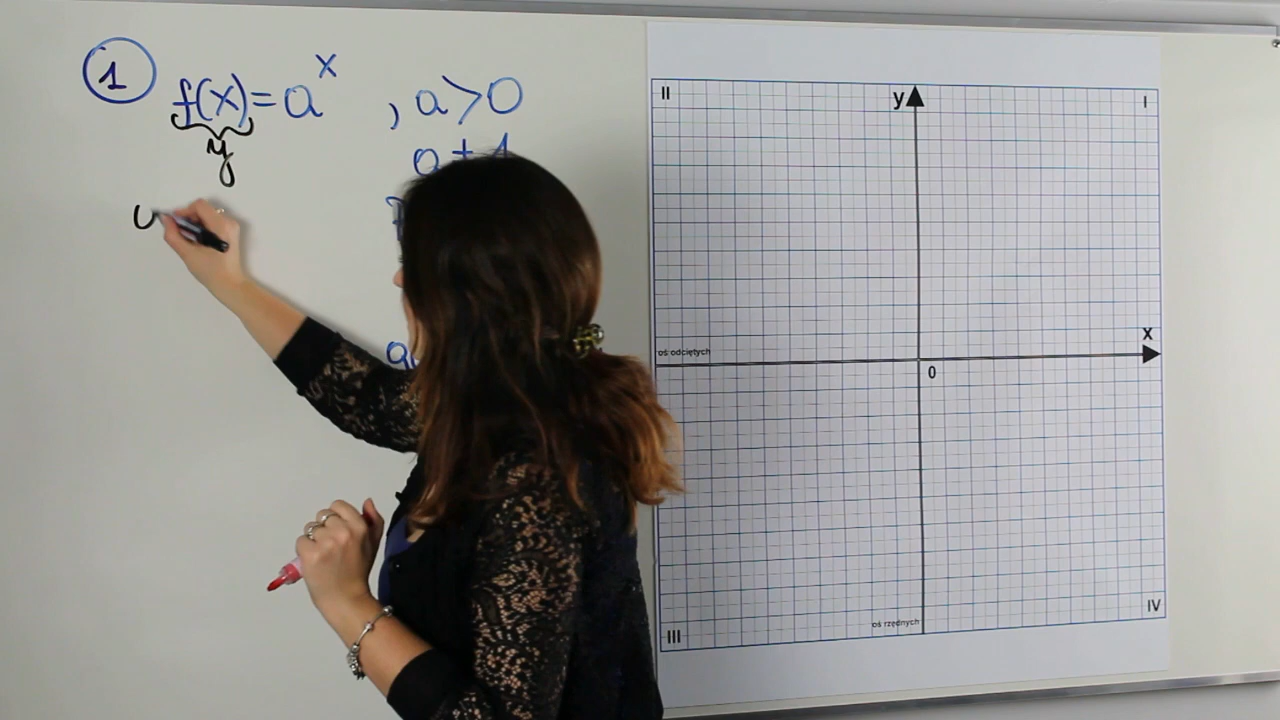 1
f(x) = a^x , a > 0
y
II
y
I
oś odciętych
x
0
IV
oś rzędnych
III